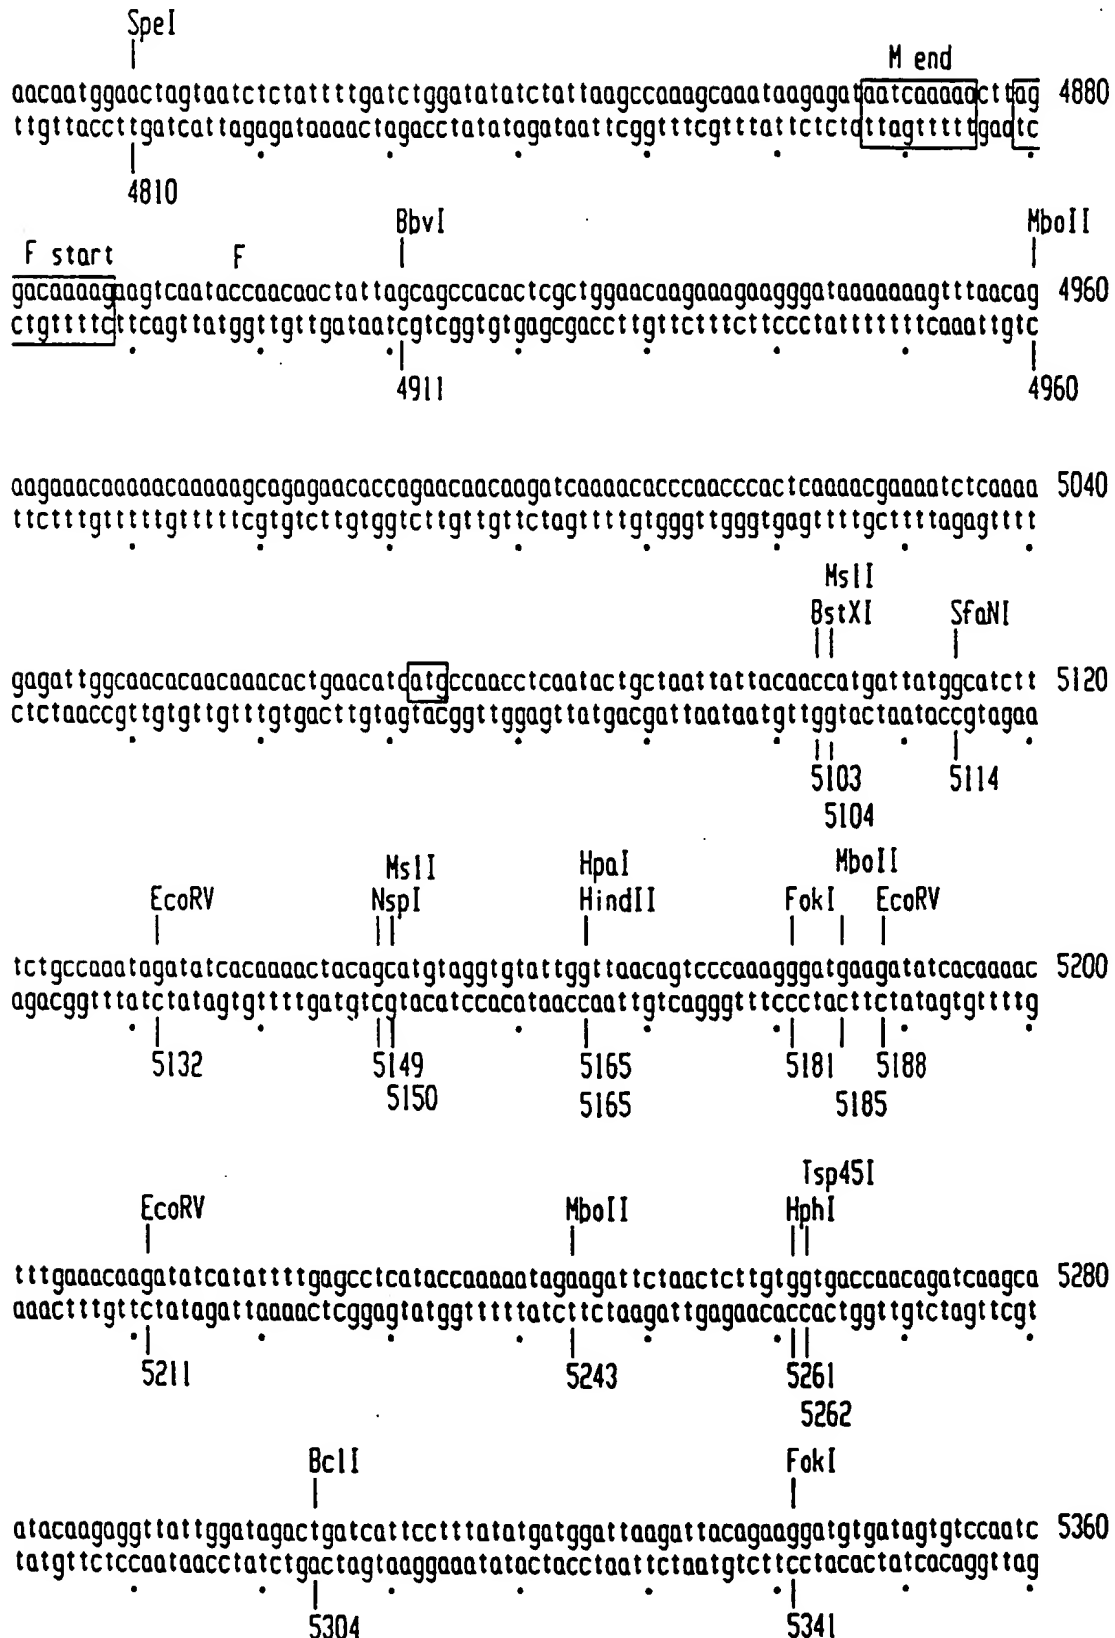 SpeI
M end
aacaatggaactagtaatctctattttgatctggatatatctattaagccaaagcaaataagagataatcaaaaacttag 4880
ttgttaccttgatcattagagataaaactagacctatatagataattcggtttcgtttattctctattagtttttgaatc
4810
BbvI MboII
F start F
gacaaaagaagtcaataccaacaactattagcagccacactcgctggaacaagaaagaagggataaaaaaagtttaacag 4960
ctgttttcttcagttatggttgttgataatcgtcggtgtgagcgaccttgttctttcttccctatttttttcaaattgtc
4911 4960
aagaaacaaaaacaaaaagcagagaacaccagaacaacaagatcaaaacacccaacccactcaaaacgaaaatctcaaaa 5040
ttctttgtttttgtttttcgtgtcttgtggtcttgttgttctagttttgtgggttgggtgagttttgcttttagagtttt
MslI
BstXI SfaNI
gagattggcaacacaacaaacactgaacatcatgccaacctcaatactgctaattattacaaccatgattatggcatctt 5120
ctctaaccgttgtgttgtttgtgacttgtagtacggttggagttatgacgattaataatgttggtactaataccgtagaa
5103 5114
5104
MslI HpaI MboII
EcoRV NspI HindII FokI EcoRV
tctgccaaatagatatcacaaaactacagcatgtaggtgtattggttaacagtcccaaagggatgaagatatcacaaaac 5200
agacggtttatctatagtgttttgatgtcgtacatccacataaccaattgtcagggtttccctacttctatagtgttttg
5132 5149 5165 5181 5188
5150 5165 5185
Tsp45I
EcoRV MboII HphI
tttgaaacaagatatcatattttgagcctcataccaaaaatagaagattctaactcttgtggtgaccaacagatcaagca 5280
aaactttgttctatagattaaaactcggagtatggtttttatcttctaagattgagaacaccactggttgtctagttcgt
5211 5243 5261
5262
BclI FokI
atacaagaggttattggatagactgatcattcctttatatgatggattaagattacagaaggatgtgatagtgtccaatc 5360
tatgttctccaataacctatctgactagtaaggaaatatactacctaattctaatgtcttcctacactatcacaggttag
5304 5341